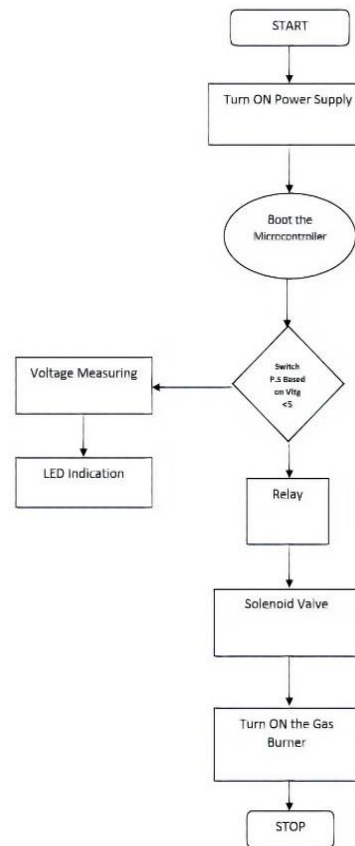 START
Turn ON Power Supply
Boot the
Microcontroller
Switch
P.S Based
on Vltg
<5
Voltage Measuring
LED Indication
Relay
Solenoid Valve
Turn ON the Gas
Burner
STOP